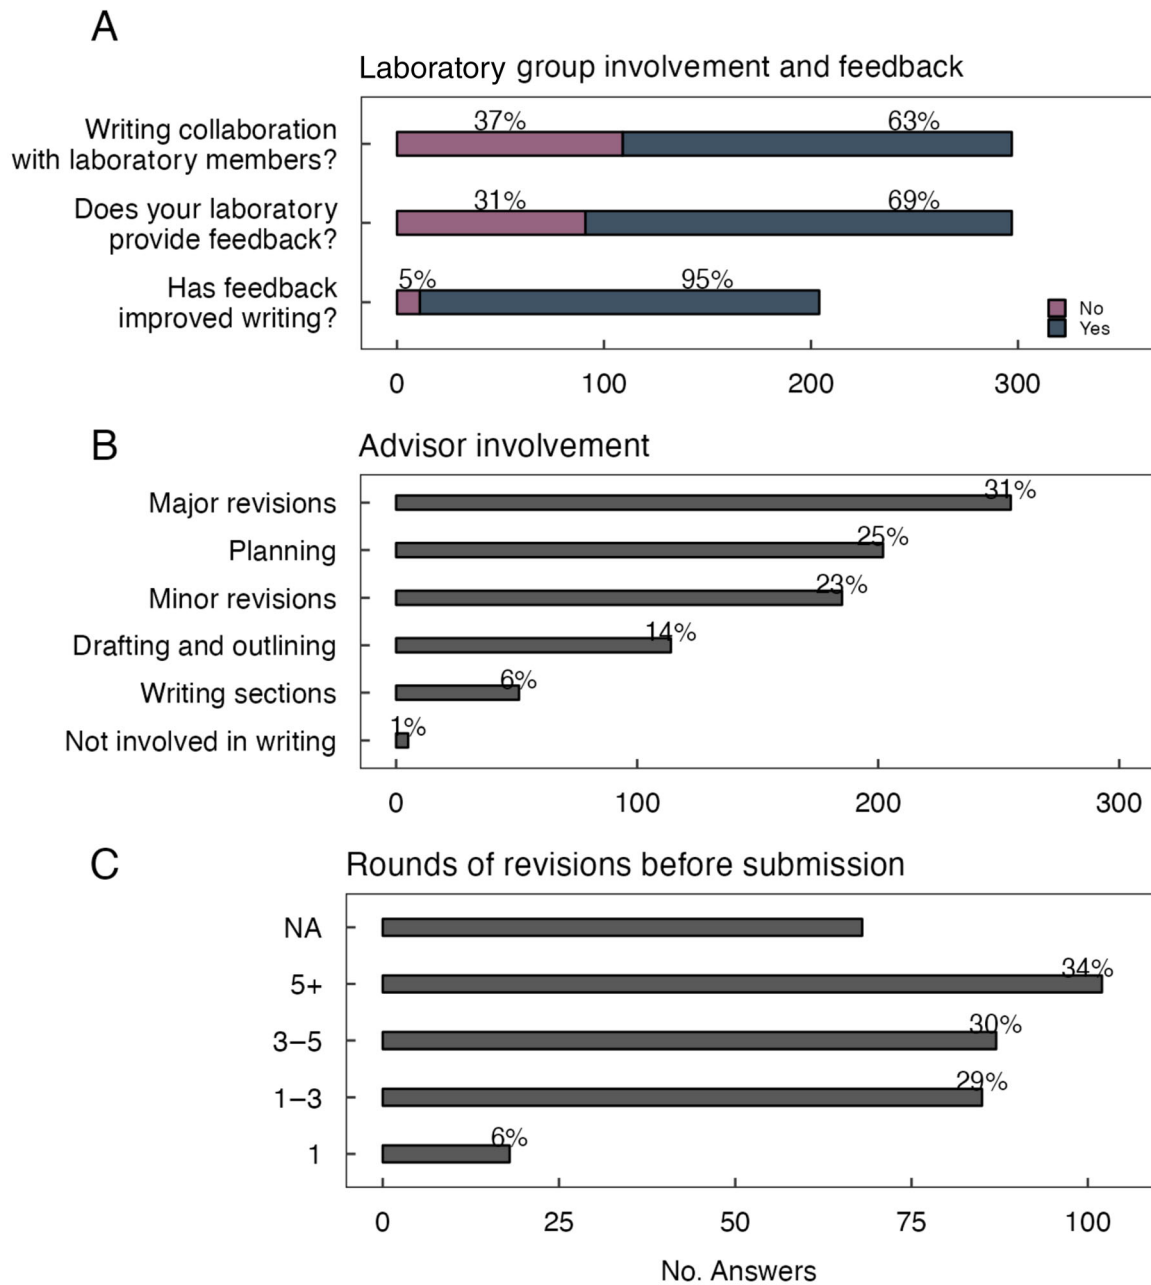 A
Laboratory group involvement and feedback
Writing collaboration
with laboratory members?
37%
63%
Does your laboratory
provide feedback?
31%
69%
Has feedback
improved writing?
5%
95%
No
Yes
0 100 200 300
B
Advisor involvement
Major revisions
31%
Planning
25%
Minor revisions
23%
Drafting and outlining
14%
Writing sections
6%
Not involved in writing
1%
0 100 200 300
C
Rounds of revisions before submission
NA
5+
34%
3–5
30%
1–3
29%
1
6%
0 25 50 75 100
No. Answers